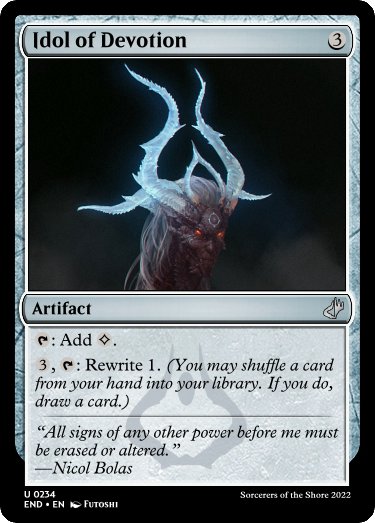 Idol of Devotion
3
Artifact
: Add .
3, : Rewrite 1. (You may shuffle a card
from your hand into your library. If you do,
draw a card.)
“All signs of any other power before me must
be erased or altered.”
—Nicol Bolas
U 0234
END • EN Futoshi
Sorcerers of the Shore 2022